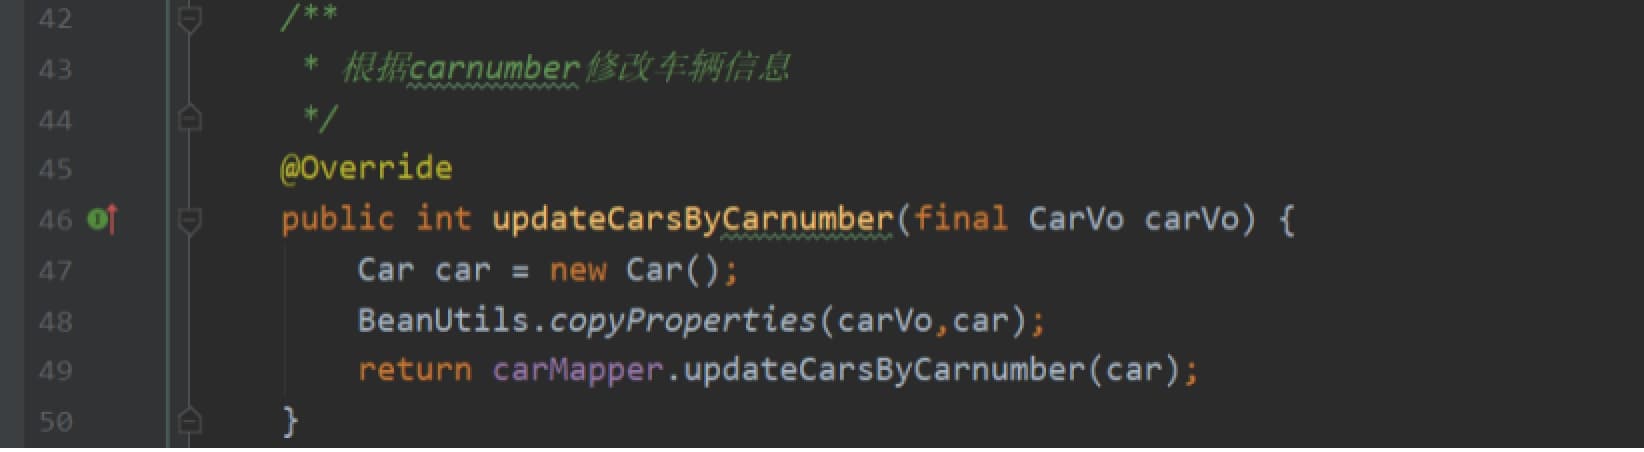 42 /**
43 * 根据carnumber修改车辆信息
44 */
45 @Override
46 public int updateCarsByCarnumber(final CarVo carVo) {
47 Car car = new Car();
48 BeanUtils.copyProperties(carVo,car);
49 return carMapper.updateCarsByCarnumber(car);
50 }